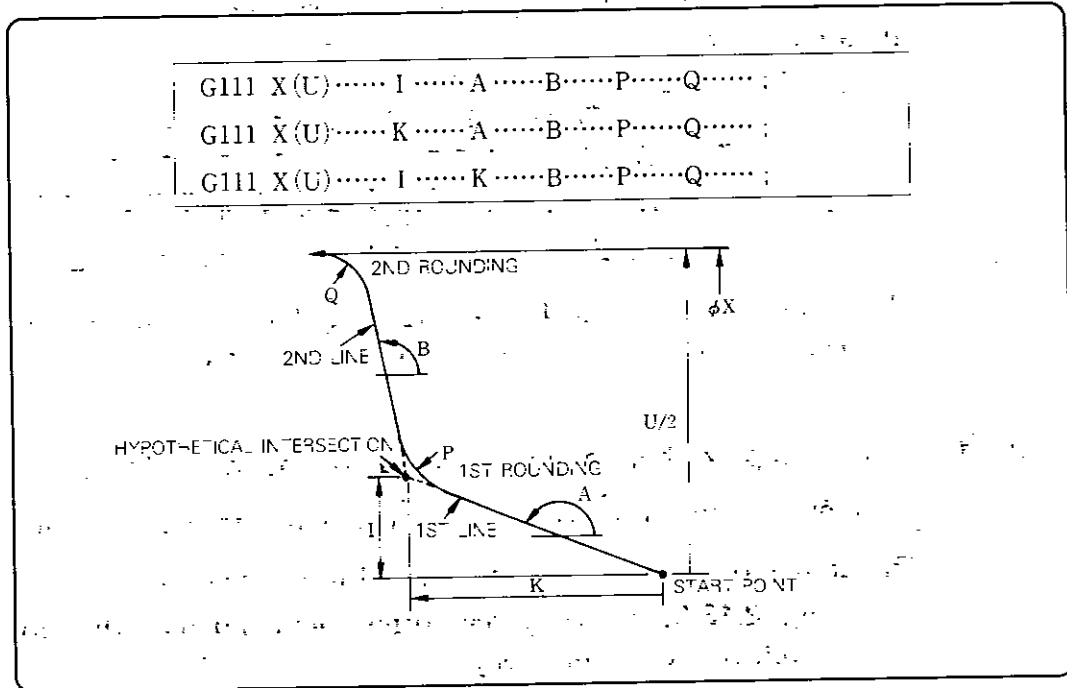 G111 X(U)······I······A······B······P······Q······;
G111 X(U)······K······A······B······P······Q······;
G111 X(U)······I······K······B······P······Q······;
2ND ROUNDING
Q
φX
2ND LINE
B
U/2
HYPOTHETICAL INTERSECTION
P
1ST ROUNDING
A
I
1ST LINE
K
START POINT